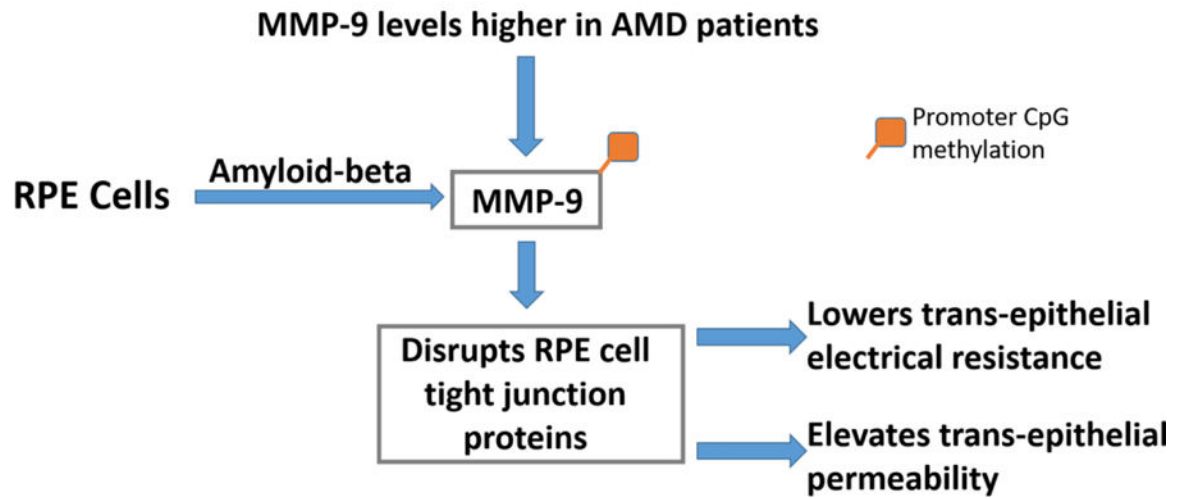 MMP-9 levels higher in AMD patients
Promoter CpG
methylation
Amyloid-beta
RPE Cells
MMP-9
Disrupts RPE cell
tight junction
proteins
Lowers trans-epithelial
electrical resistance
Elevates trans-epithelial
permeability